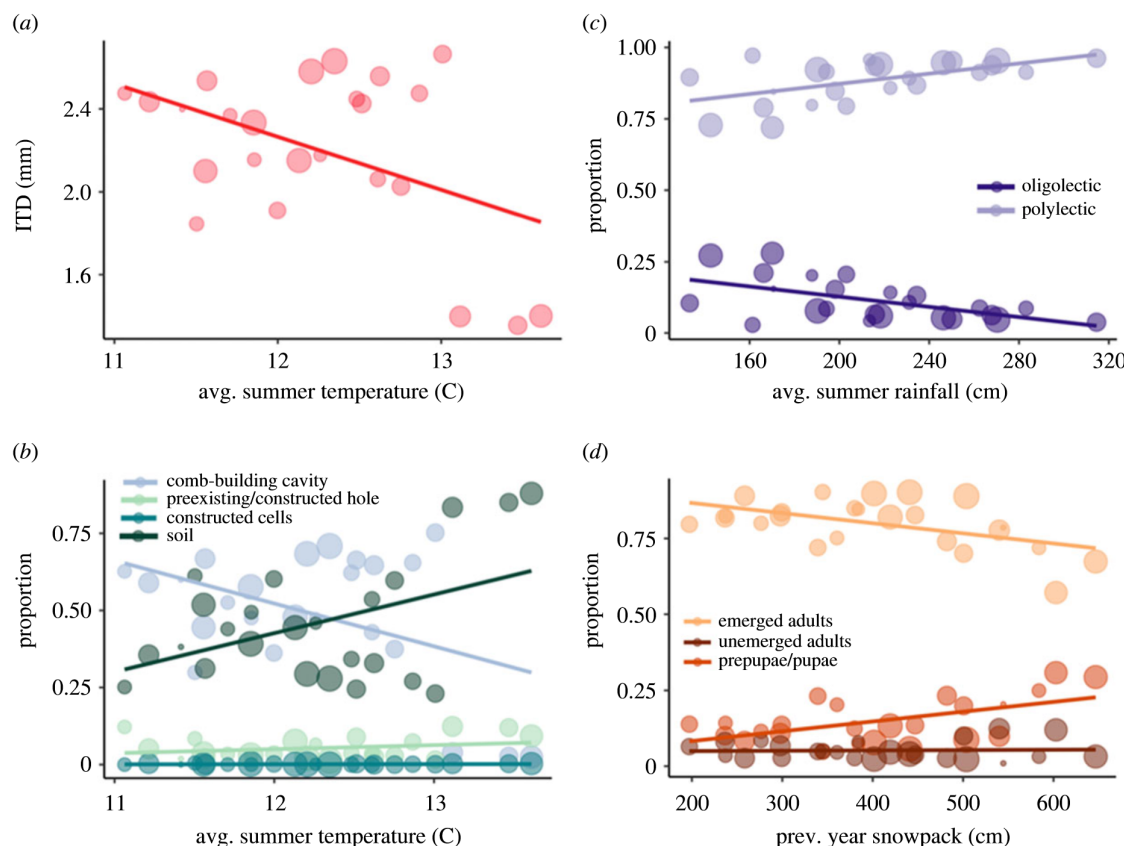 (a)
2.4
2.0
1.6
ITD (mm)
11
12
13
avg. summer temperature (C)
(c)
1.00
0.75
0.50
0.25
0
proportion
oligolectic
polylectic
160
200
240
280
320
avg. summer rainfall (cm)
(b)
comb-building cavity
preexisting/constructed hole
constructed cells
soil
0.75
0.50
0.25
0
proportion
11
12
13
avg. summer temperature (C)
(d)
0.75
0.50
0.25
0
proportion
emerged adults
unemerged adults
prepupae/pupae
200
300
400
500
600
prev. year snowpack (cm)